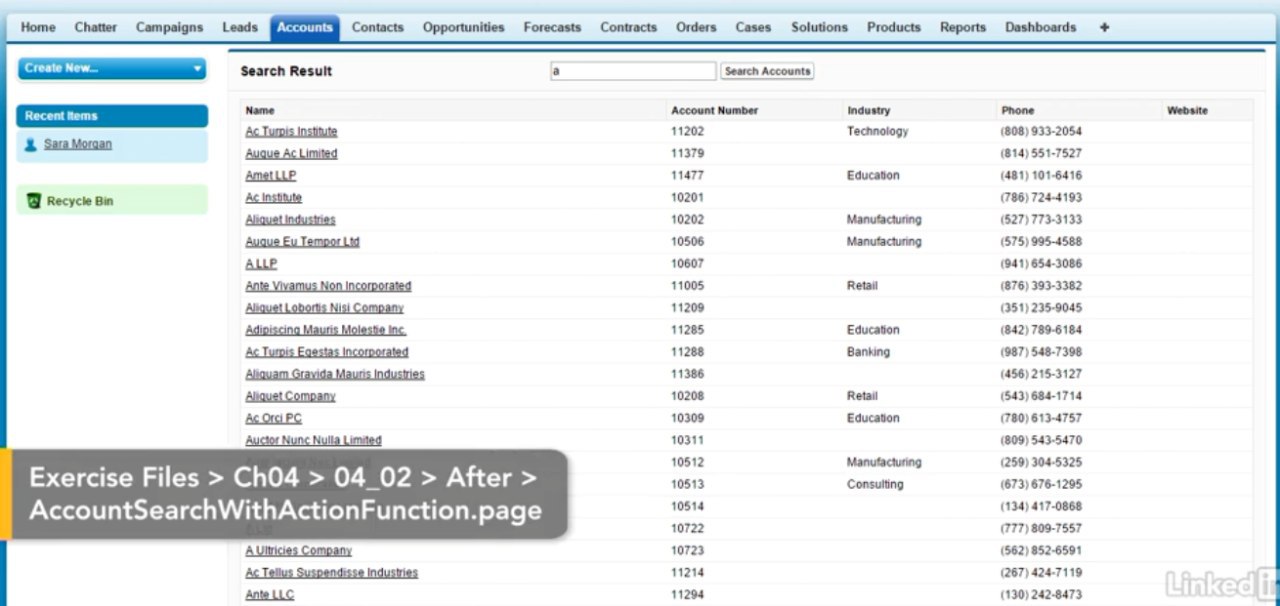 Home Chatter Campaigns Leads Accounts Contacts Opportunities Forecasts Contracts Orders Cases Solutions Products Reports Dashboards +
Create New...
Recent Items
Sara Morgan
Recycle Bin
Search Result a Search Accounts
Name Account Number Industry Phone Website
Ac Turpis Institute 11202 Technology (808) 933-2054
Augue Ac Limited 11379 (814) 551-7527
Amet LLP 11477 Education (481) 101-6416
Ac Institute 10201 (786) 724-4193
Aliquet Industries 10202 Manufacturing (527) 773-3133
Augue Eu Tempor Ltd 10506 Manufacturing (575) 995-4588
A LLP 10607 (941) 654-3086
Ante Vivamus Non Incorporated 11005 Retail (876) 393-3382
Aliquet Lobortis Nisi Company 11209 (351) 235-9045
Adipiscing Mauris Molestie Inc. 11285 Education (842) 789-6184
Ac Turpis Egestas Incorporated 11288 Banking (987) 548-7398
Aliquam Gravida Mauris Industries 11386 (456) 215-3127
Aliquet Company 10208 Retail (543) 684-1714
Ac Orci PC 10309 Education (780) 613-4757
Auctor Nunc Nulla Limited 10311 (809) 543-5470
10512 Manufacturing (259) 304-5325
10513 Consulting (673) 676-1295
10514 (134) 417-0868
10722 (777) 809-7557
A Ultricies Company 10723 (562) 852-6591
Ac Tellus Suspendisse Industries 11214 (267) 424-7119
Ante LLC 11294 (130) 242-8473
Exercise Files > Ch04 > 04_02 > After >
AccountSearchWithActionFunction.page
Linked in